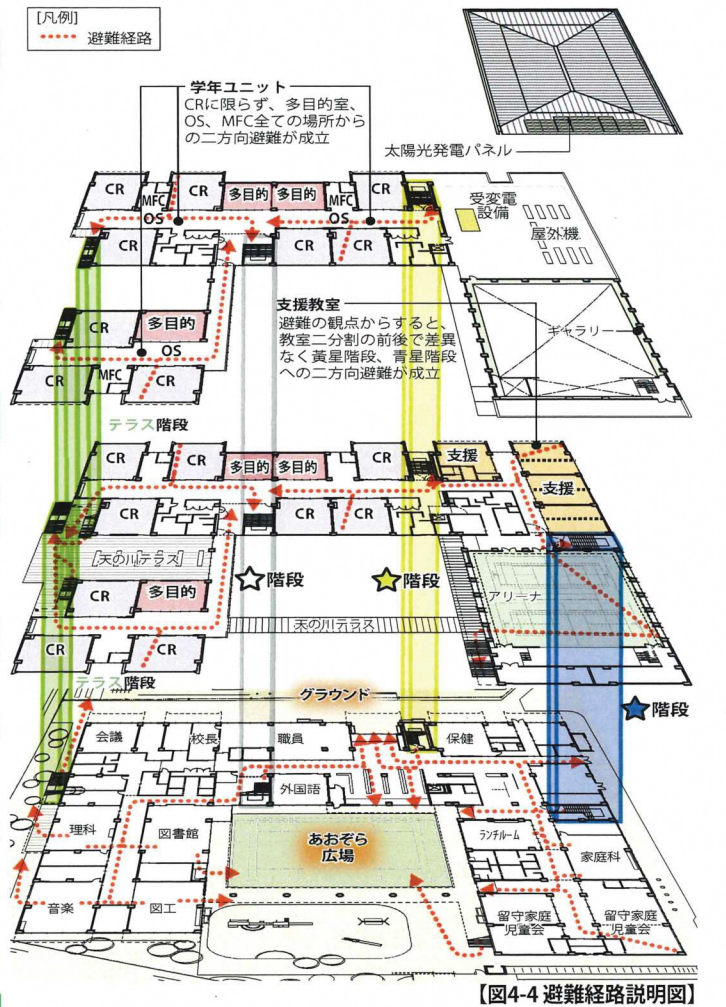 [凡例]
避難経路
学年ユニット
CRに限らず、多目的室、
OS、MFC全ての場所から
の二方向避難が成立
太陽光発電パネル
CR
MFC
CR
多目的
多目的
MFC
CR
OS
OS
CR
CR
CR
受変電
設備
屋外機
CR
多目的
OS
CR
MFC
CR
支援教室
避難の観点からすると、
教室二分割の前後で差異
なく黄星階段、青星階段
への二方向避難が成立
ギャラリー
テラス階段
CR
CR
多目的
多目的
CR
支援
支援
CR
CR
CR
天の川テラス
CR
多目的
階段
階段
アリーナ
天の川テラス
CR
CR
テラス階段
グラウンド
階段
会議
校長
職員
保健
外国語
理科
図書館
あおぞら
広場
ランチルーム
家庭科
音楽
図工
留守家庭
児童会
留守家庭
児童会
【図4-4 避難経路説明図】